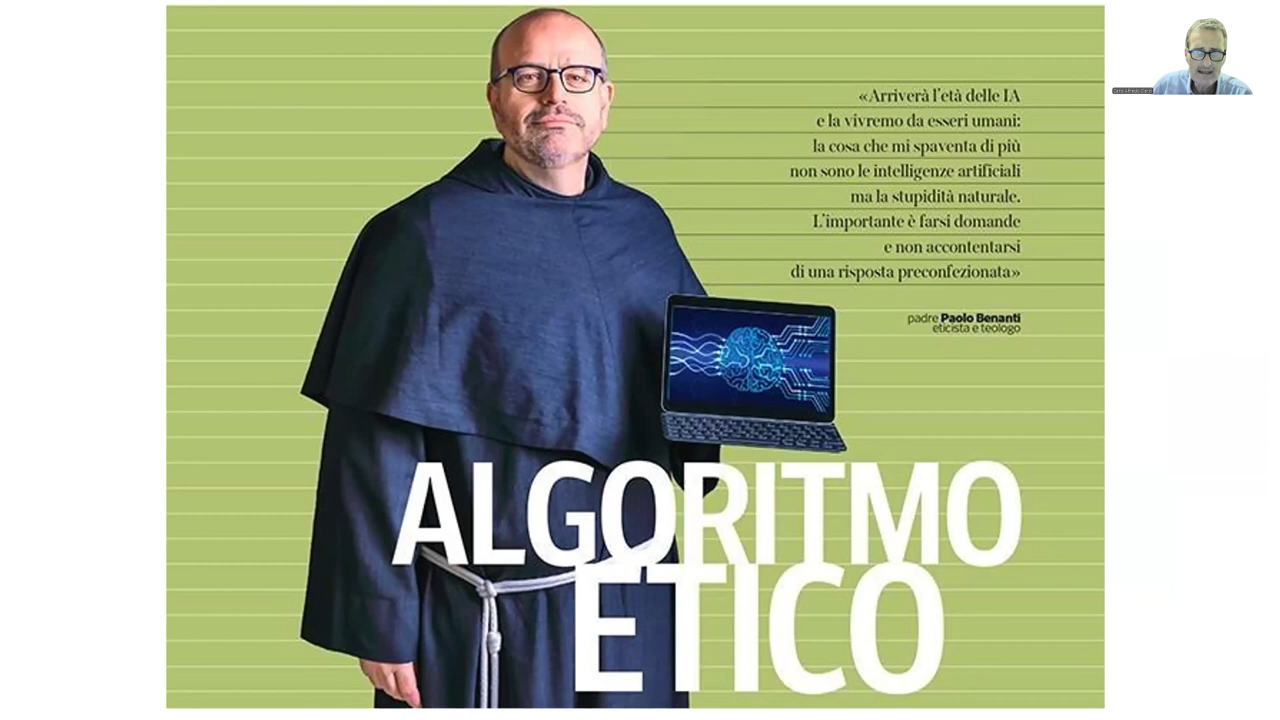 «Arriverà l'età delle IA
e la vivremo da esseri umani:
la cosa che mi spaventa di più
non sono le intelligenze artificiali
ma la stupidità naturale.
L'importante è farsi domande
e non accontentarsi
di una risposta preconfezionata»
padre Paolo Benanti
eticista e teologo
ALGORITMO
ETICO